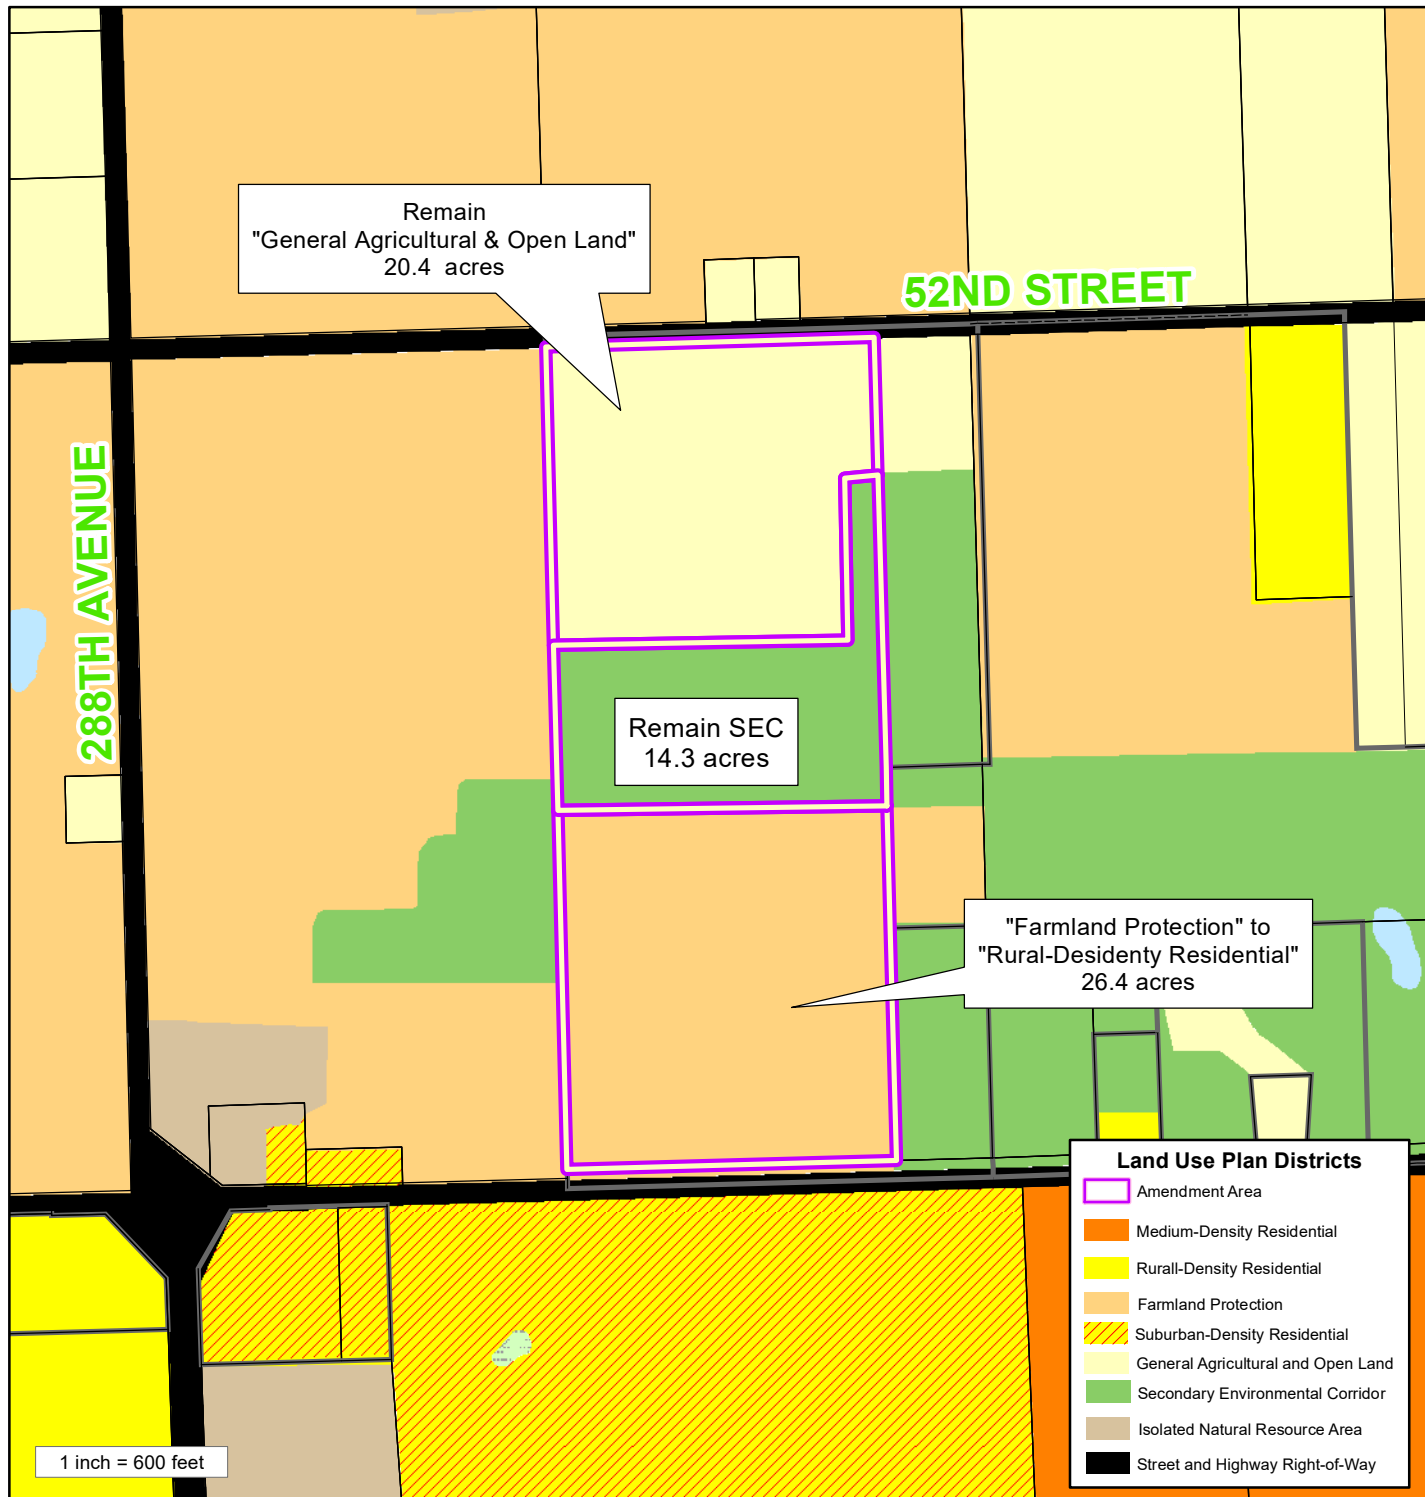 Remain
"General Agricultural & Open Land"
20.4 acres
52ND STREET
288TH AVENUE
Remain SEC
14.3 acres
"Farmland Protection" to
"Rural-Desidenty Residential"
26.4 acres
Land Use Plan Districts
Amendment Area
Medium-Density Residential
Rurall-Density Residential
Farmland Protection
Suburban-Density Residential
General Agricultural and Open Land
Secondary Environmental Corridor
Isolated Natural Resource Area
Street and Highway Right-of-Way
1 inch = 600 feet